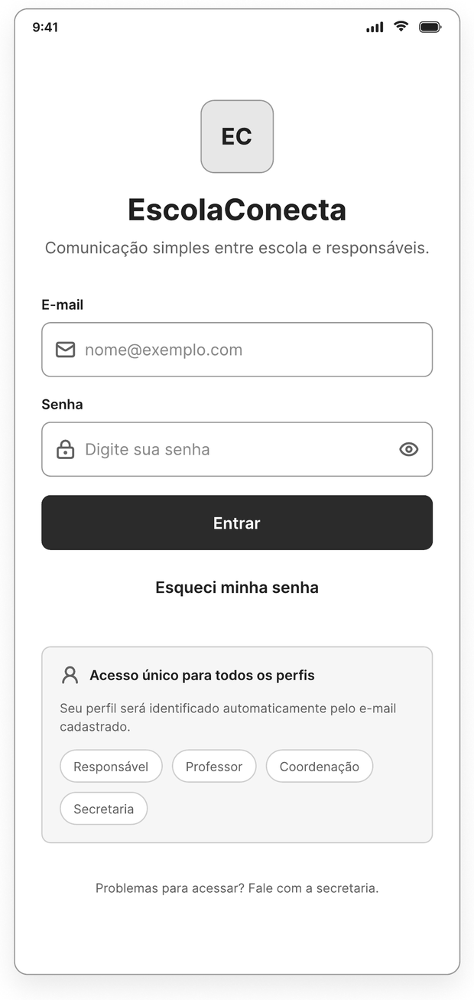 9:41
EC
EscolaConecta
Comunicação simples entre escola e responsáveis.
E-mail
nome@exemplo.com
Senha
Digite sua senha
Entrar
Esqueci minha senha
Acesso único para todos os perfis
Seu perfil será identificado automaticamente pelo e-mail
cadastrado.
Responsável Professor Coordenação
Secretaria
Problemas para acessar? Fale com a secretaria.